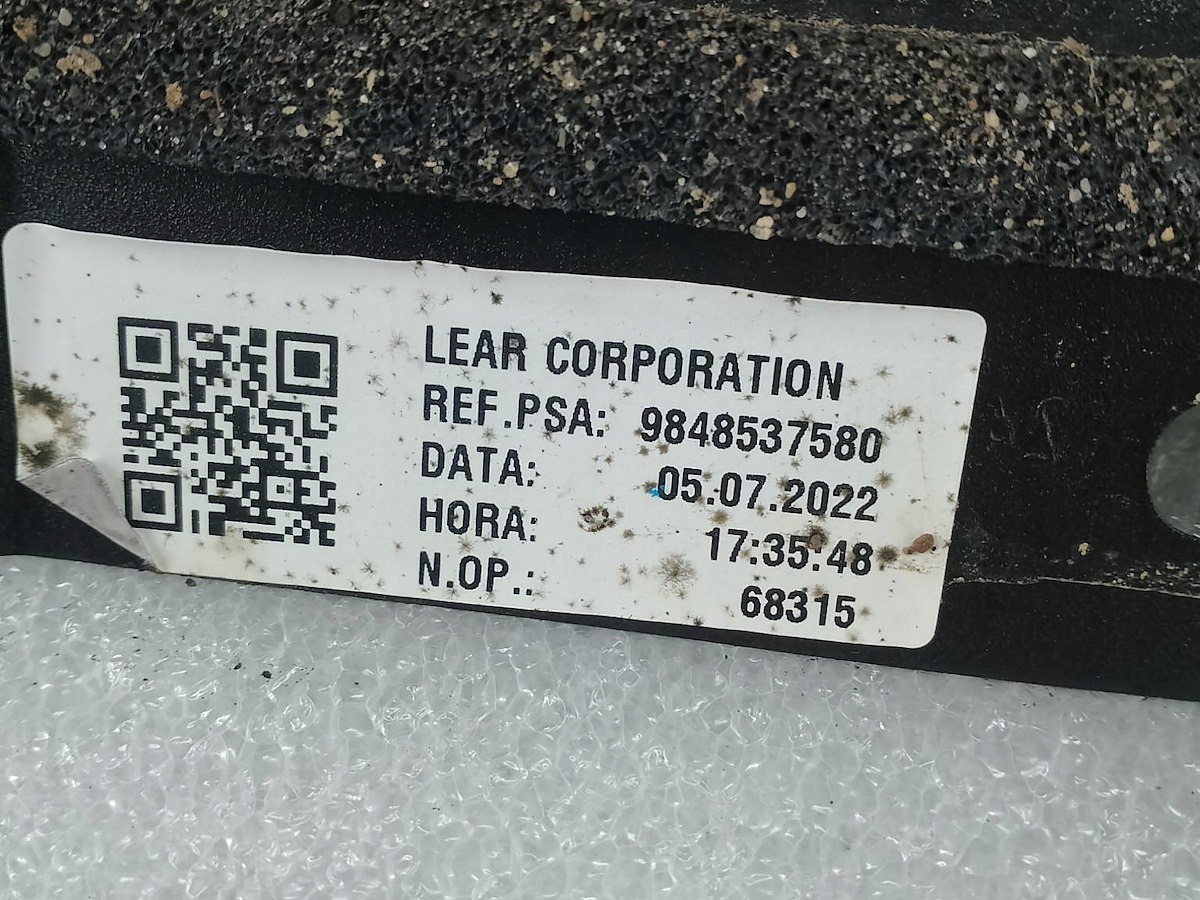 LEAR CORPORATION
REF.PSA: 9848537580
DATA: 05.07.2022
HORA: 17:35:48
N.OP.: 68315